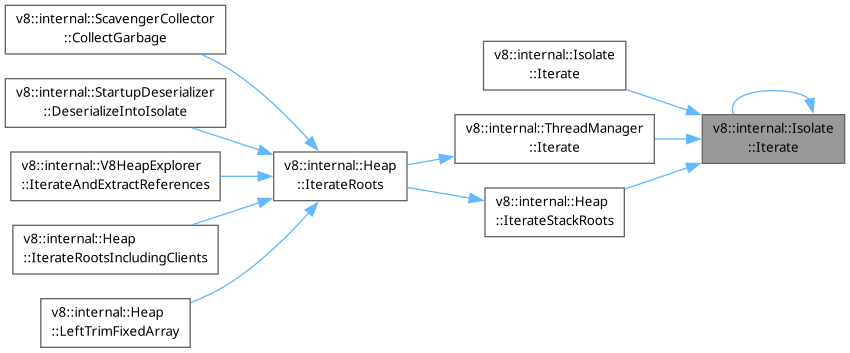 v8::internal::ScavengerCollector
::CollectGarbage
v8::internal::StartupDeserializer
::DeserializeIntoIsolate
v8::internal::V8HeapExplorer
::IterateAndExtractReferences
v8::internal::Heap
::IterateRootsIncludingClients
v8::internal::Heap
::LeftTrimFixedArray
v8::internal::Heap
::IterateRoots
v8::internal::Isolate
::Iterate
v8::internal::ThreadManager
::Iterate
v8::internal::Heap
::IterateStackRoots
v8::internal::Isolate
::Iterate